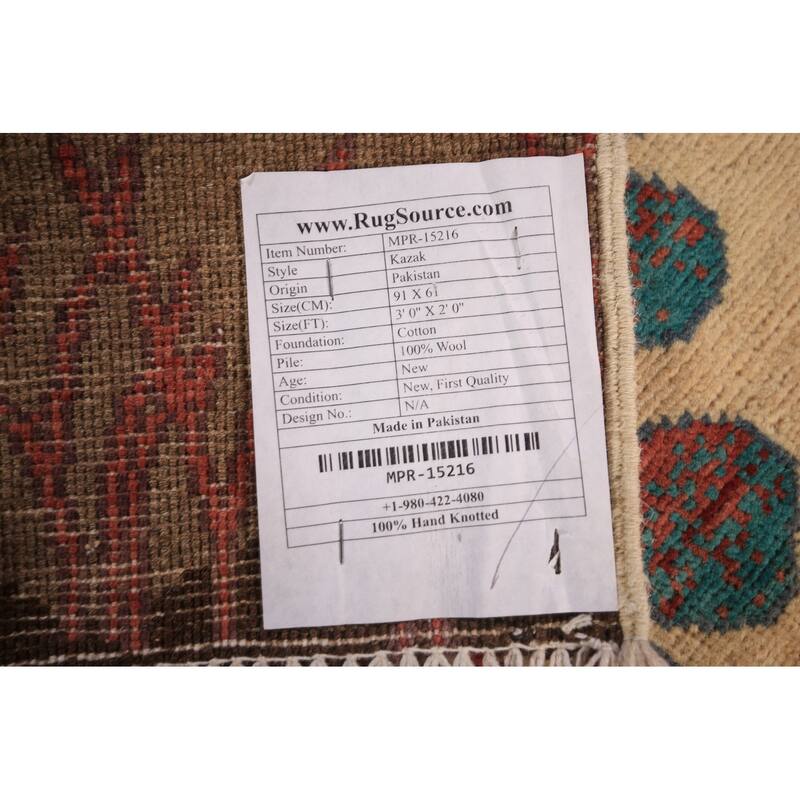 www.RugSource.com
Item Number: MPR-15216
Style Kazak
Origin Pakistan
Size(CM): 91 X 61
Size(FT): 3' 0" X 2' 0"
Foundation: Cotton
Pile: 100% Wool
Age: New
Condition: New, First Quality
Design No.: N/A
Made in Pakistan
MPR-15216
+1-980-422-4080
100% Hand Knotted